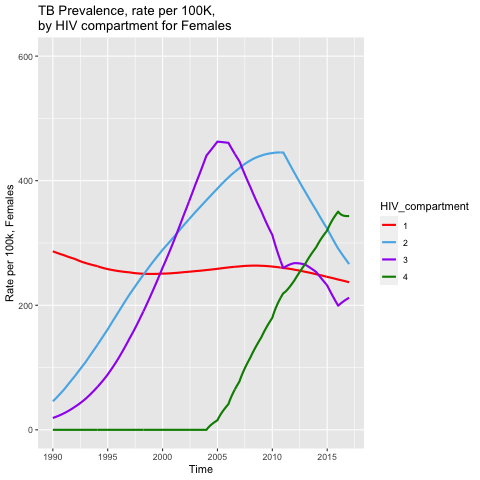 TB Prevalence, rate per 100K,
by HIV compartment for Females
600
400
200
0
Rate per 100k, Females
1990 1995 2000 2005 2010 2015
Time
HIV_compartment
1
2
3
4